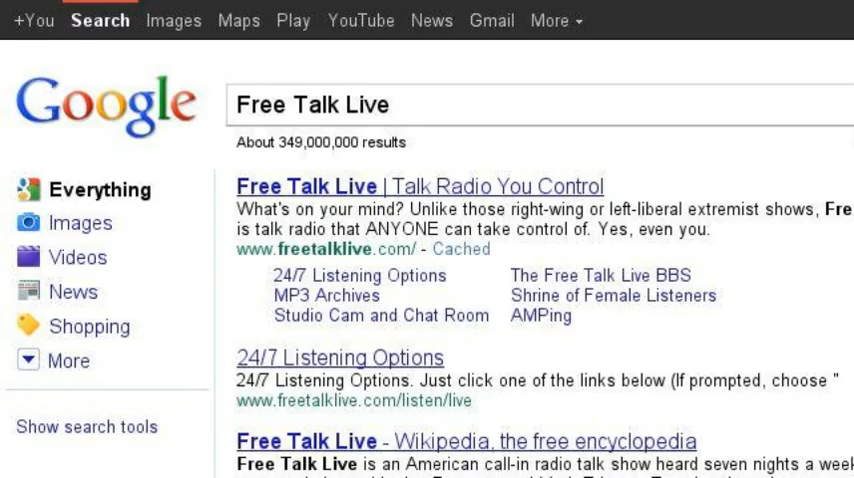 +You Search Images Maps Play YouTube News Gmail More
Google
Free Talk Live
About 349,000,000 results
Everything
Images
Videos
News
Shopping
More
Show search tools
Free Talk Live | Talk Radio You Control
What's on your mind? Unlike those right-wing or left-liberal extremist shows, Fre
is talk radio that ANYONE can take control of. Yes, even you.
www.freetalklive.com/ - Cached
24/7 Listening Options The Free Talk Live BBS
MP3 Archives Shrine of Female Listeners
Studio Cam and Chat Room AMPing
24/7 Listening Options
24/7 Listening Options. Just click one of the links below (If prompted, choose "
www.freetalklive.com/listen/live
Free Talk Live - Wikipedia, the free encyclopedia
Free Talk Live is an American call-in radio talk show heard seven nights a week